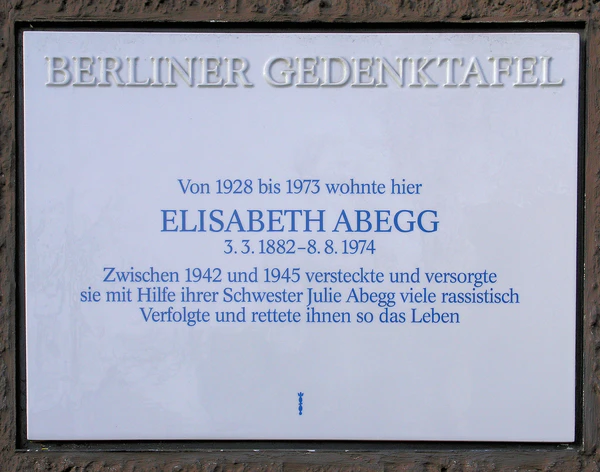 BERLINER GEDENKTAFEL
Von 1928 bis 1973 wohnte hier
ELISABETH ABEGG
3. 3. 1882–8. 8. 1974
Zwischen 1942 und 1945 versteckte und versorgte
sie mit Hilfe ihrer Schwester Julie Abegg viele rassistisch
Verfolgte und rettete ihnen so das Leben